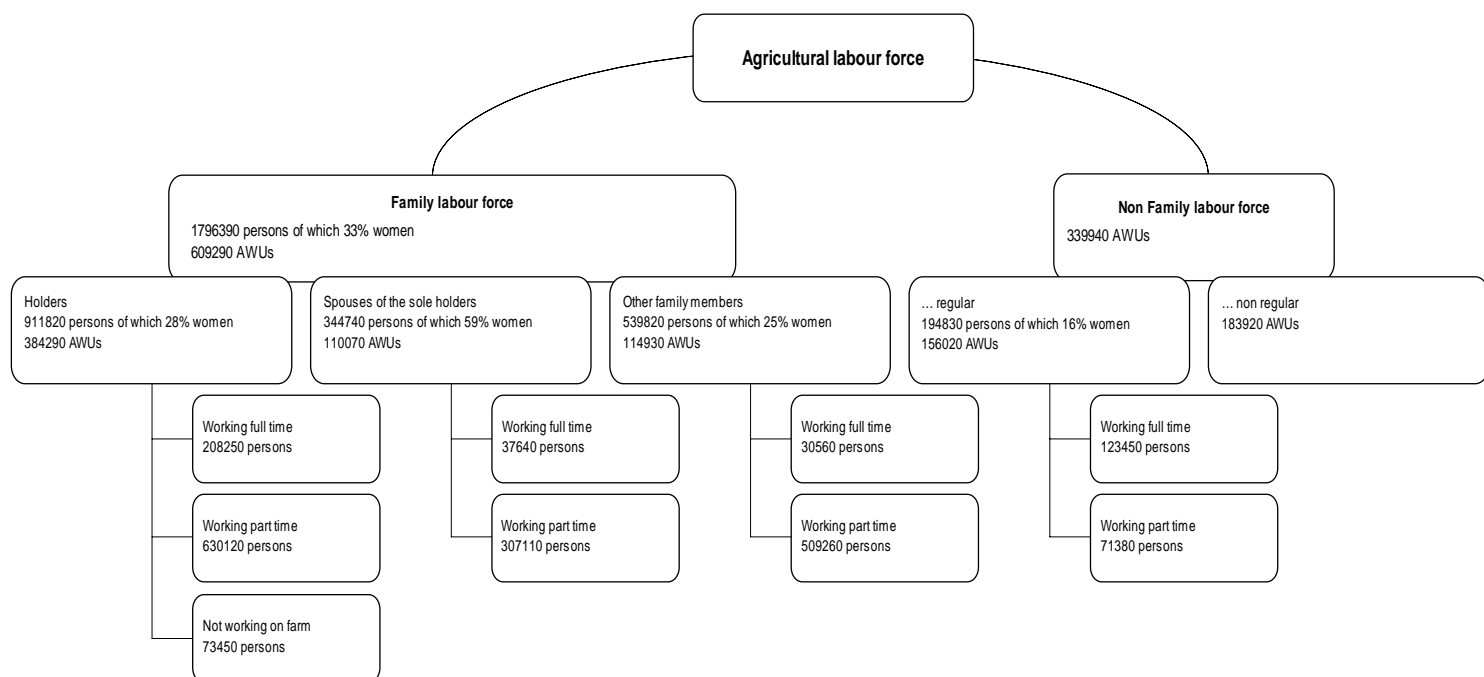 Agricultural labour force
Family labour force
1796390 persons of which 33% women
609290 AWUs
Non Family labour force
339940 AWUs
Holders
911820 persons of which 28% women
384290 AWUs
Spouses of the sole holders
344740 persons of which 59% women
110070 AWUs
Other family members
539820 persons of which 25% women
114930 AWUs
... regular
194830 persons of which 16% women
156020 AWUs
... non regular
183920 AWUs
Working full time
208250 persons
Working full time
37640 persons
Working full time
30560 persons
Working full time
123450 persons
Working part time
630120 persons
Working part time
307110 persons
Working part time
509260 persons
Working part time
71380 persons
Not working on farm
73450 persons